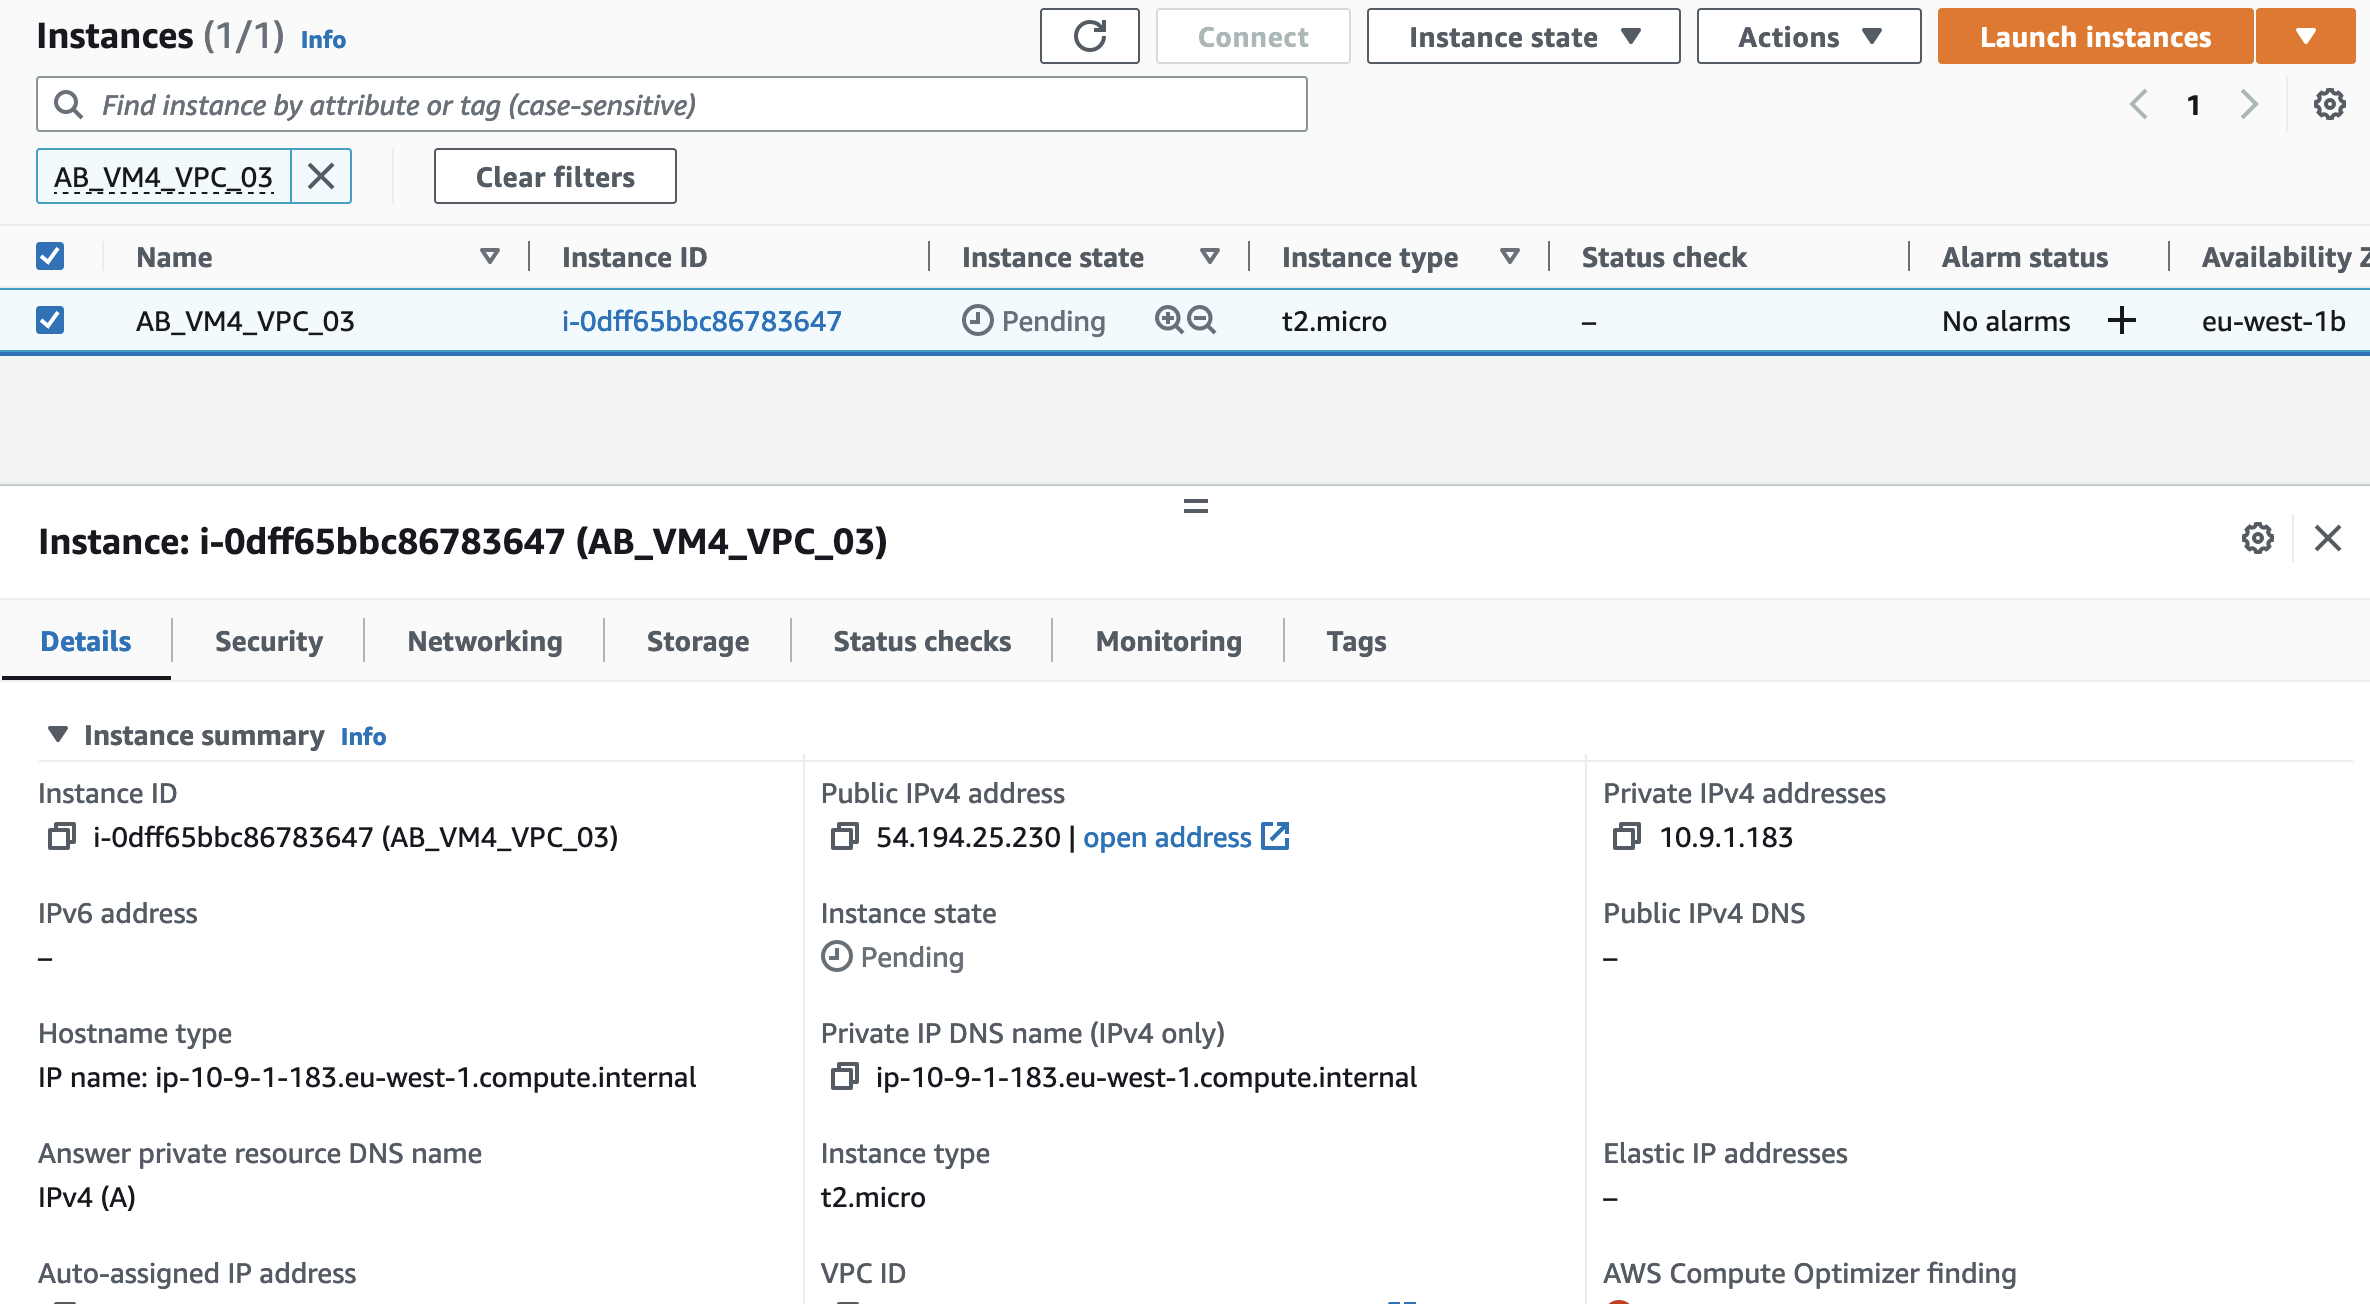 Instances (1/1) Info
Connect
Instance state
Actions
Launch instances
Find instance by attribute or tag (case-sensitive)
1
AB_VM4_VPC_03
Clear filters
Name Instance ID Instance state Instance type Status check Alarm status Availability Z
AB_VM4_VPC_03 i-0dff65bbc86783647 Pending t2.micro – No alarms + eu-west-1b
Instance: i-0dff65bbc86783647 (AB_VM4_VPC_03)
Details Security Networking Storage Status checks Monitoring Tags
Instance summary Info
Instance ID
i-0dff65bbc86783647 (AB_VM4_VPC_03)
Public IPv4 address
54.194.25.230 | open address
Private IPv4 addresses
10.9.1.183
IPv6 address
–
Instance state
Pending
Public IPv4 DNS
–
Hostname type
IP name: ip-10-9-1-183.eu-west-1.compute.internal
Private IP DNS name (IPv4 only)
ip-10-9-1-183.eu-west-1.compute.internal
Answer private resource DNS name
IPv4 (A)
Instance type
t2.micro
Elastic IP addresses
–
Auto-assigned IP address
VPC ID
AWS Compute Optimizer finding